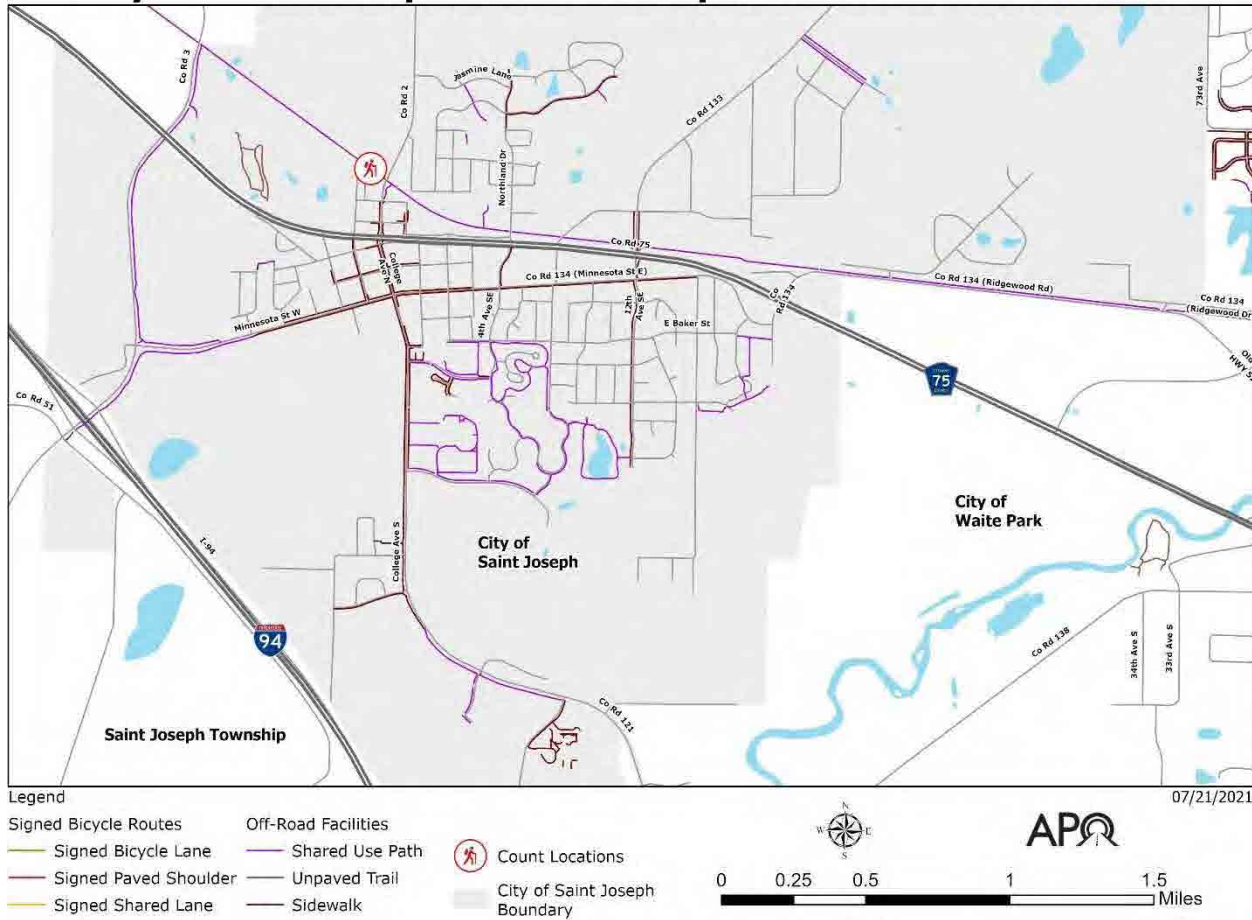 Co Rd 3
Co Rd 2
Jasmine Lane
Co Rd 133
73rd Ave
Northland Dr
Co Rd 75
College
Ave N
Co Rd 134 (Minnesota St E)
Co Rd 134 (Ridgewood Rd)
Co Rd 134
(Ridgewood Dr
Minnesota St W
4th Ave SE
12th
Ave SE
Co
Rd 134
E Baker St
Old
HWY 5
75
Co Rd 51
City of
Waite Park
City of
Saint Joseph
I-94
College Ave S
94
Co Rd 138
34th Ave S
33rd Ave S
Co Rd 121
Saint Joseph Township
Legend
07/21/2021
Signed Bicycle Routes
Signed Bicycle Lane
Signed Paved Shoulder
Signed Shared Lane
Off-Road Facilities
Shared Use Path
Unpaved Trail
Sidewalk
Count Locations
City of Saint Joseph
Boundary
N
W
E
S
APO
0 0.25 0.5 1 1.5
Miles